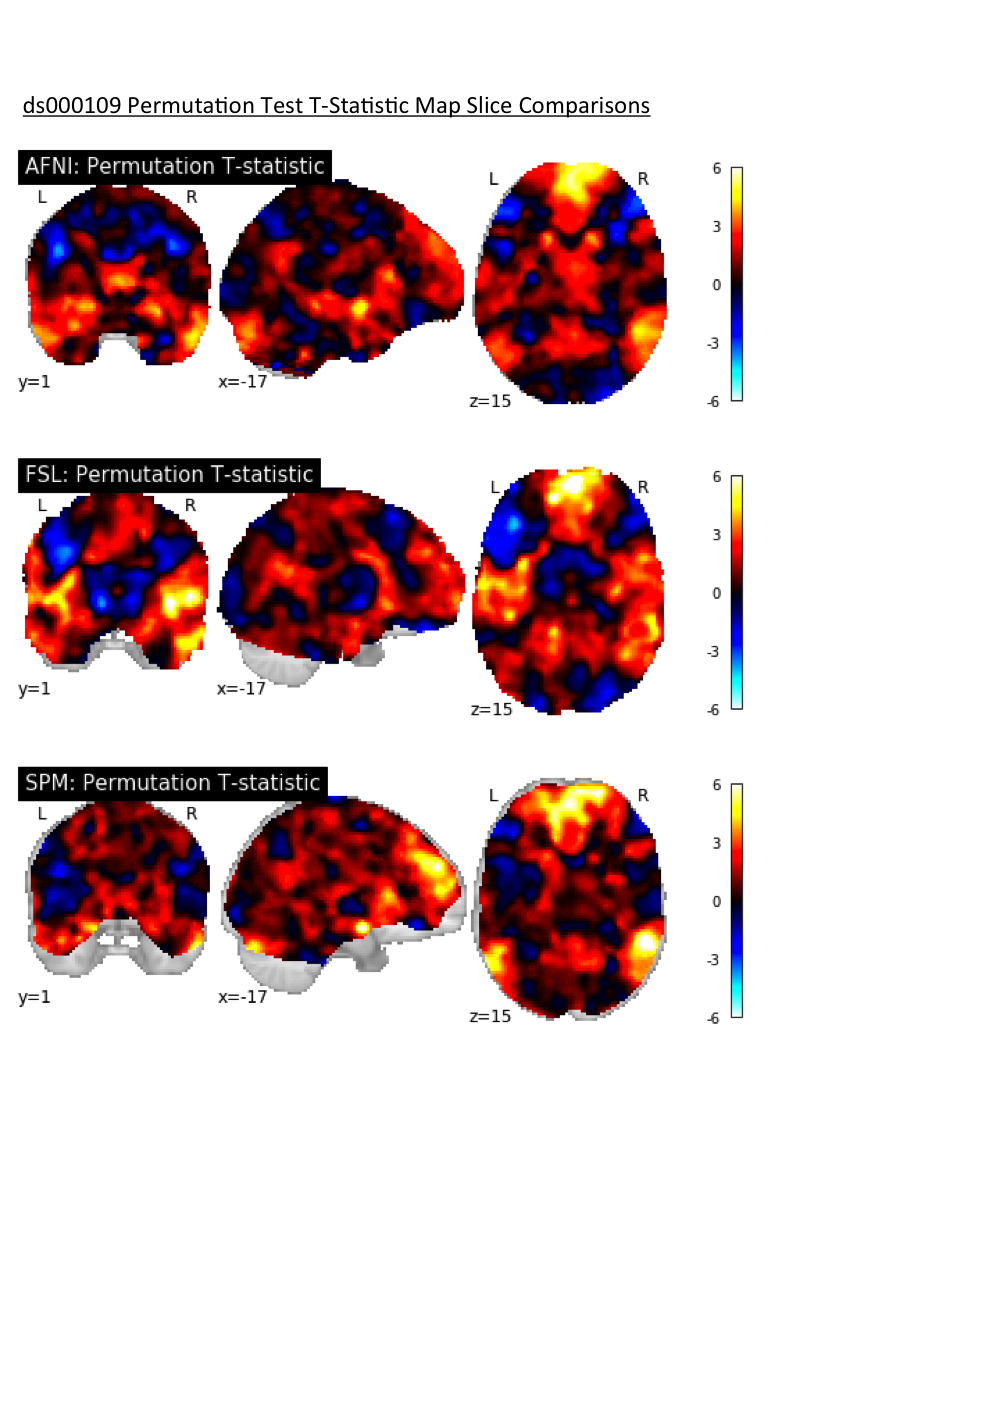 ds000109 Permutation Test T-Statistic Map Slice Comparisons
AFNI: Permutation T-statistic
L R
L R
y=1
x=-17
z=15
6
3
0
-3
-6
FSL: Permutation T-statistic
L R
L R
y=1
x=-17
z=15
6
3
0
-3
-6
SPM: Permutation T-statistic
L R
L R
y=1
x=-17
z=15
6
3
0
-3
-6